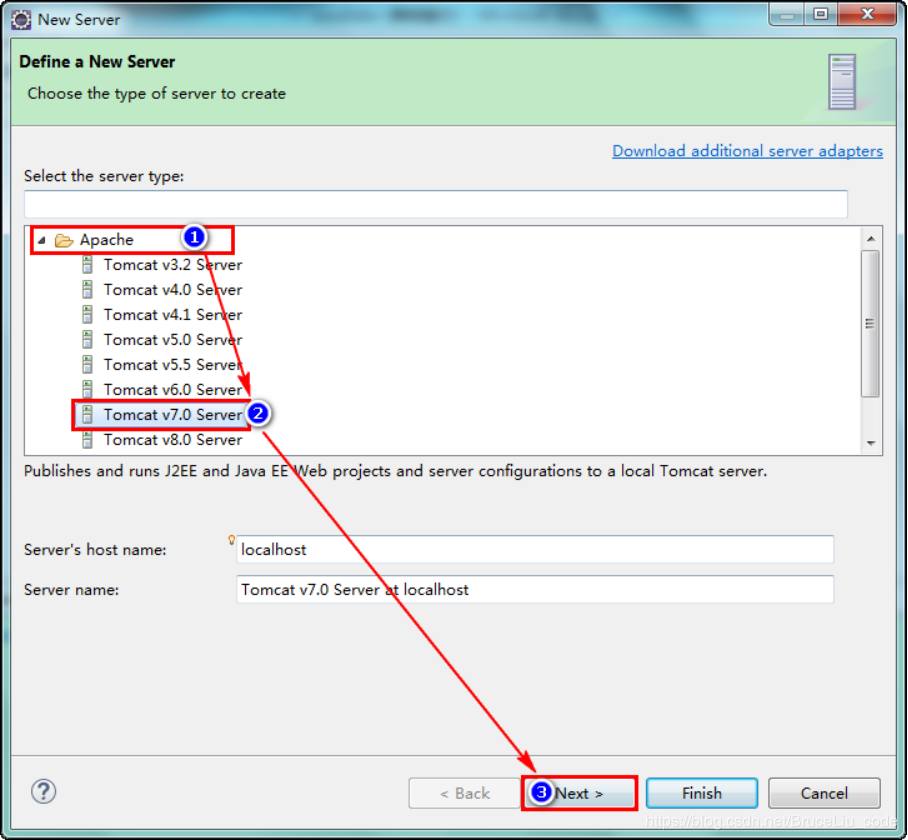 New Server
Define a New Server
Choose the type of server to create
Download additional server adapters
Select the server type:
Apache 1
Tomcat v3.2 Server
Tomcat v4.0 Server
Tomcat v4.1 Server
Tomcat v5.0 Server
Tomcat v5.5 Server
Tomcat v6.0 Server
Tomcat v7.0 Server 2
Tomcat v8.0 Server
Publishes and runs J2EE and Java EE Web projects and server configurations to a local Tomcat server.
Server's host name: localhost
Server name: Tomcat v7.0 Server at localhost
? < Back 3 Next > Finish Cancel
https://blog.csdn.net/BruceLiu_code